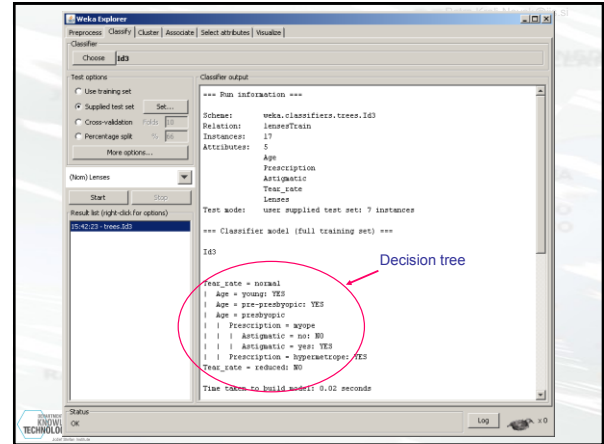 Weka Explorer
Preprocess Classify Cluster Associate Select attributes Visualize
Classifier
Choose Id3
Test options
Use training set
Supplied test set Set...
Cross-validation Folds 10
Percentage split % 66
More options...
(Nom) Lenses
Start Stop
Result list (right-click for options)
15:42:23 - trees.Id3
Classifier output
=== Run information ===
Scheme: weka.classifiers.trees.Id3
Relation: lensesTrain
Instances: 17
Attributes: 5
Age
Prescription
Astigmatic
Tear_rate
Lenses
Test mode: user supplied test set: 7 instances
=== Classifier model (full training set) ===
Id3
Decision tree
Tear_rate = normal
| Age = young: YES
| Age = pre-presbyopic: YES
| Age = presbyopic
| | Prescription = myope
| | | Astigmatic = no: NO
| | | Astigmatic = yes: YES
| | Prescription = hypermetrope: YES
Tear_rate = reduced: NO
Time taken to build model: 0.02 seconds
Status
OK
Log x 0